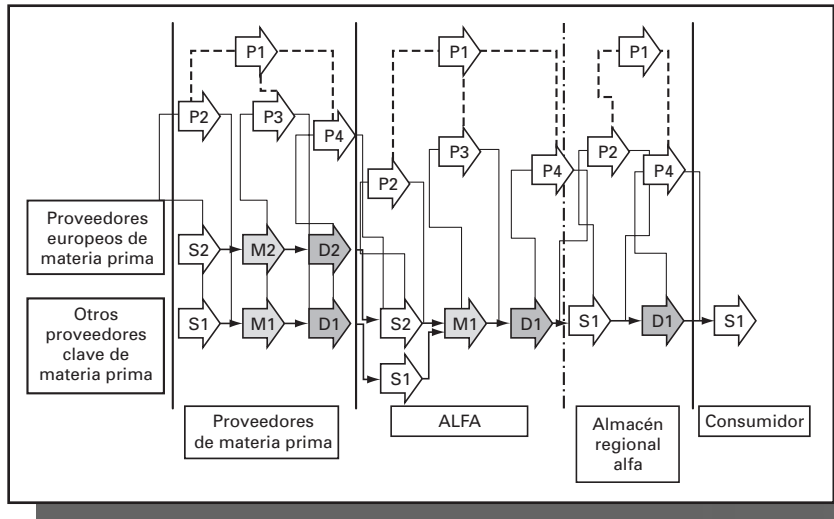 P1
P1
P1
P2
P3
P4
P3
P2
P4
P2
P4
Proveedores
europeos de
materia prima
S2
M2
D2
Otros
proveedores
clave de
materia prima
S1
M1
D1
S2
M1
D1
S1
D1
S1
S1
Proveedores
de materia prima
ALFA
Almacén
regional
alfa
Consumidor